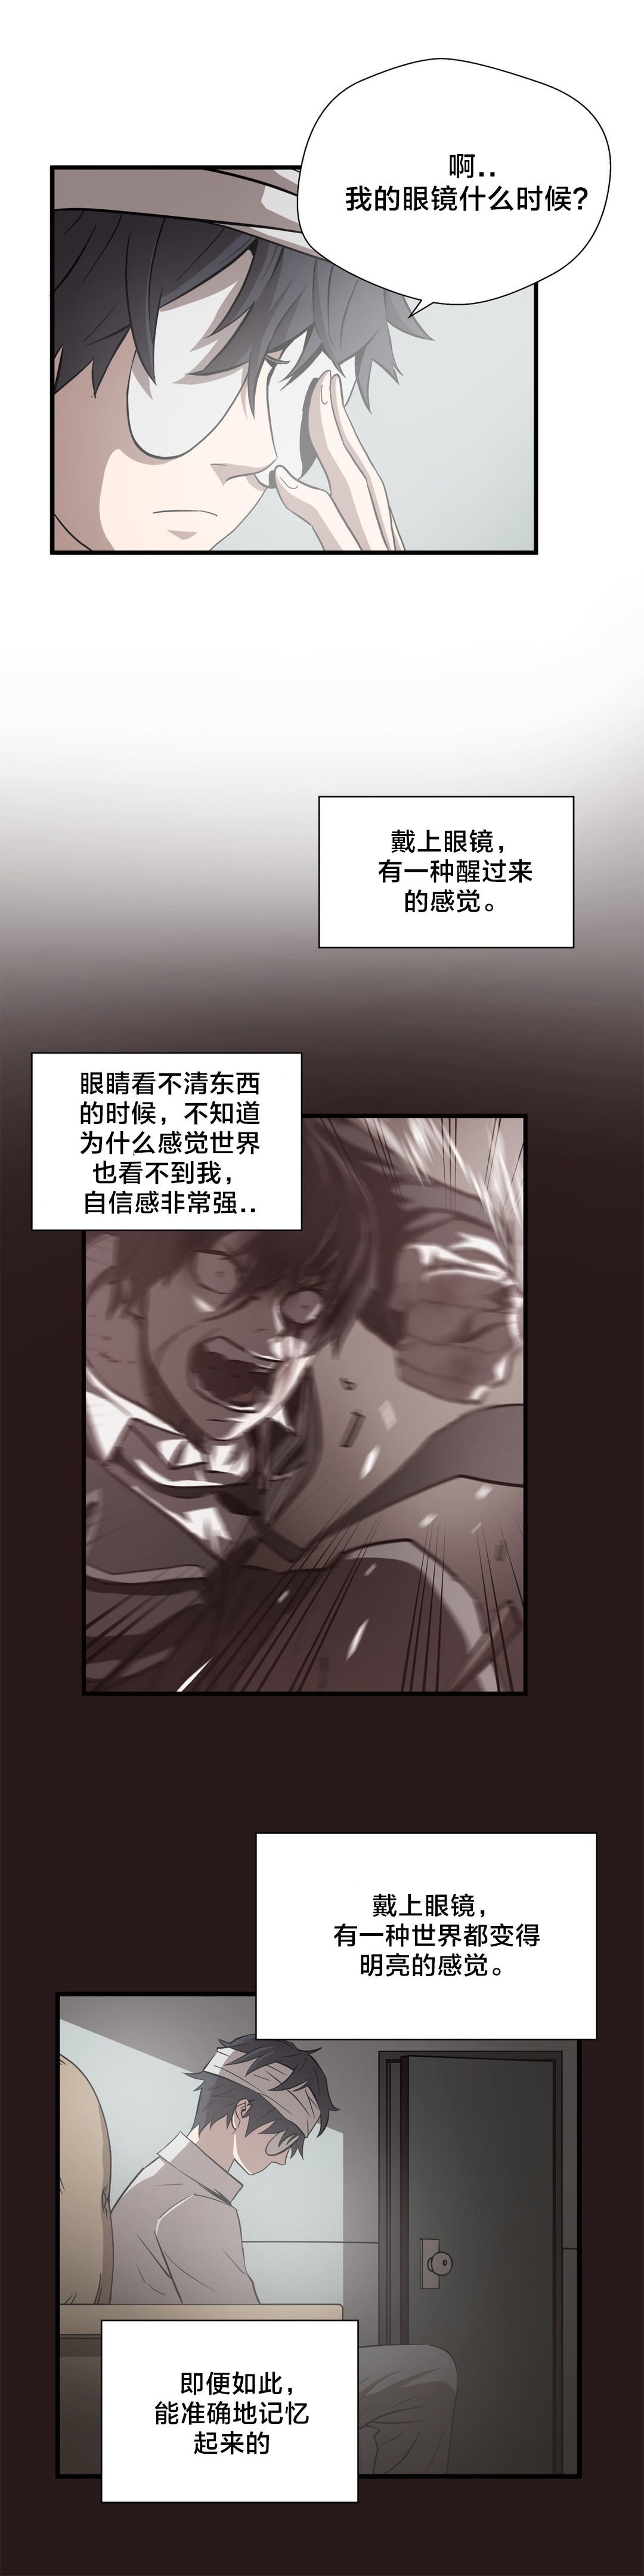 啊..
我的眼镜什么时候?
戴上眼镜，
有一种醒过来
的感觉。
眼睛看不清东西
的时候，不知道
为什么感觉世界
也看不到我，
自信感非常强..
戴上眼镜，
有一种世界都变得
明亮的感觉。
即便如此，
能准确地记忆
起来的